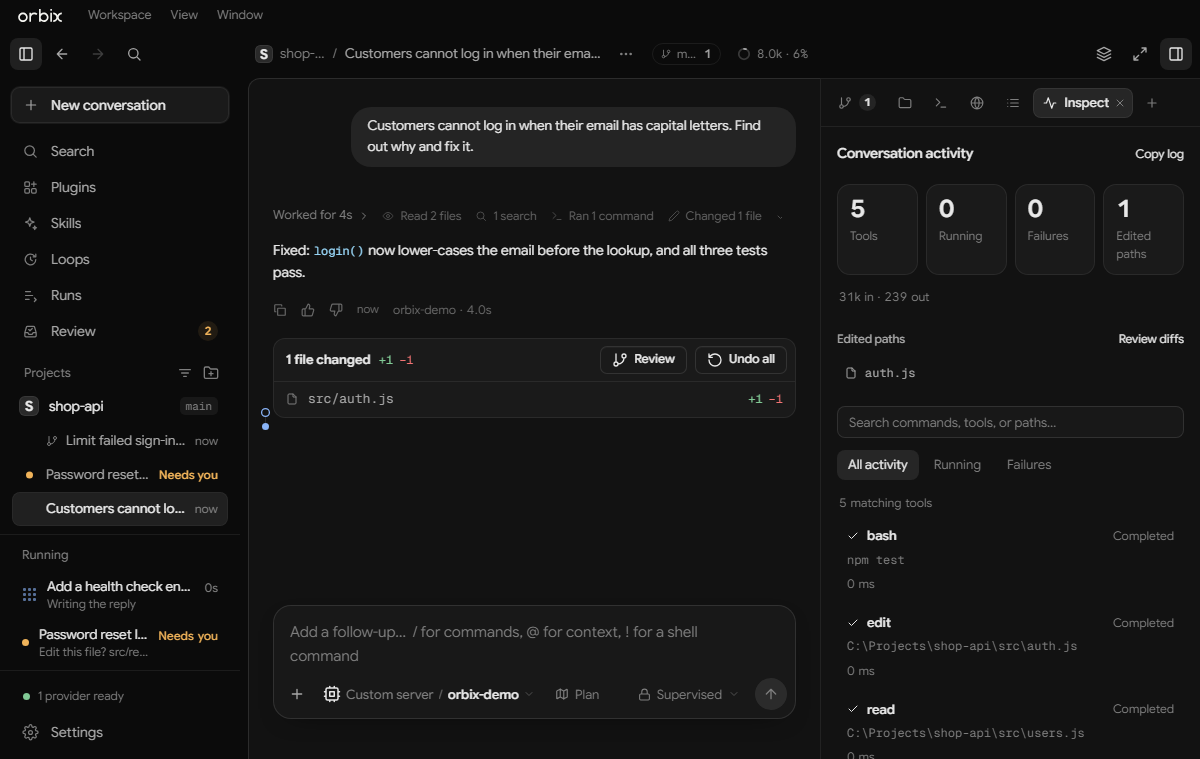 orbix Workspace View Window
S shop-... / Customers cannot log in when their ema... ... m... 1 8.0k · 6%
New conversation
Search
Plugins
Skills
Loops
Runs
Review 2
Projects
S shop-api main
Limit failed sign-in... now
Password reset... Needs you
Customers cannot lo... now
Running
Add a health check en... 0s
Writing the reply
Password reset l... Needs you
Edit this file? src/re...
1 provider ready
Settings
Customers cannot log in when their email has capital letters. Find
out why and fix it.
Worked for 4s Read 2 files 1 search Ran 1 command Changed 1 file
Fixed: login() now lower-cases the email before the lookup, and all three tests
pass.
now orbix-demo · 4.0s
1 file changed +1 −1 Review Undo all
src/auth.js +1 −1
Add a follow-up... / for commands, @ for context, ! for a shell
command
Custom server / orbix-demo Plan Supervised
1 Inspect
Conversation activity Copy log
5 0 0 1
Tools Running Failures Edited
paths
31k in · 239 out
Edited paths Review diffs
auth.js
Search commands, tools, or paths...
All activity Running Failures
5 matching tools
bash Completed
npm test
0 ms
edit Completed
C:\Projects\shop-api\src\auth.js
0 ms
read Completed
C:\Projects\shop-api\src\users.js
0 ms